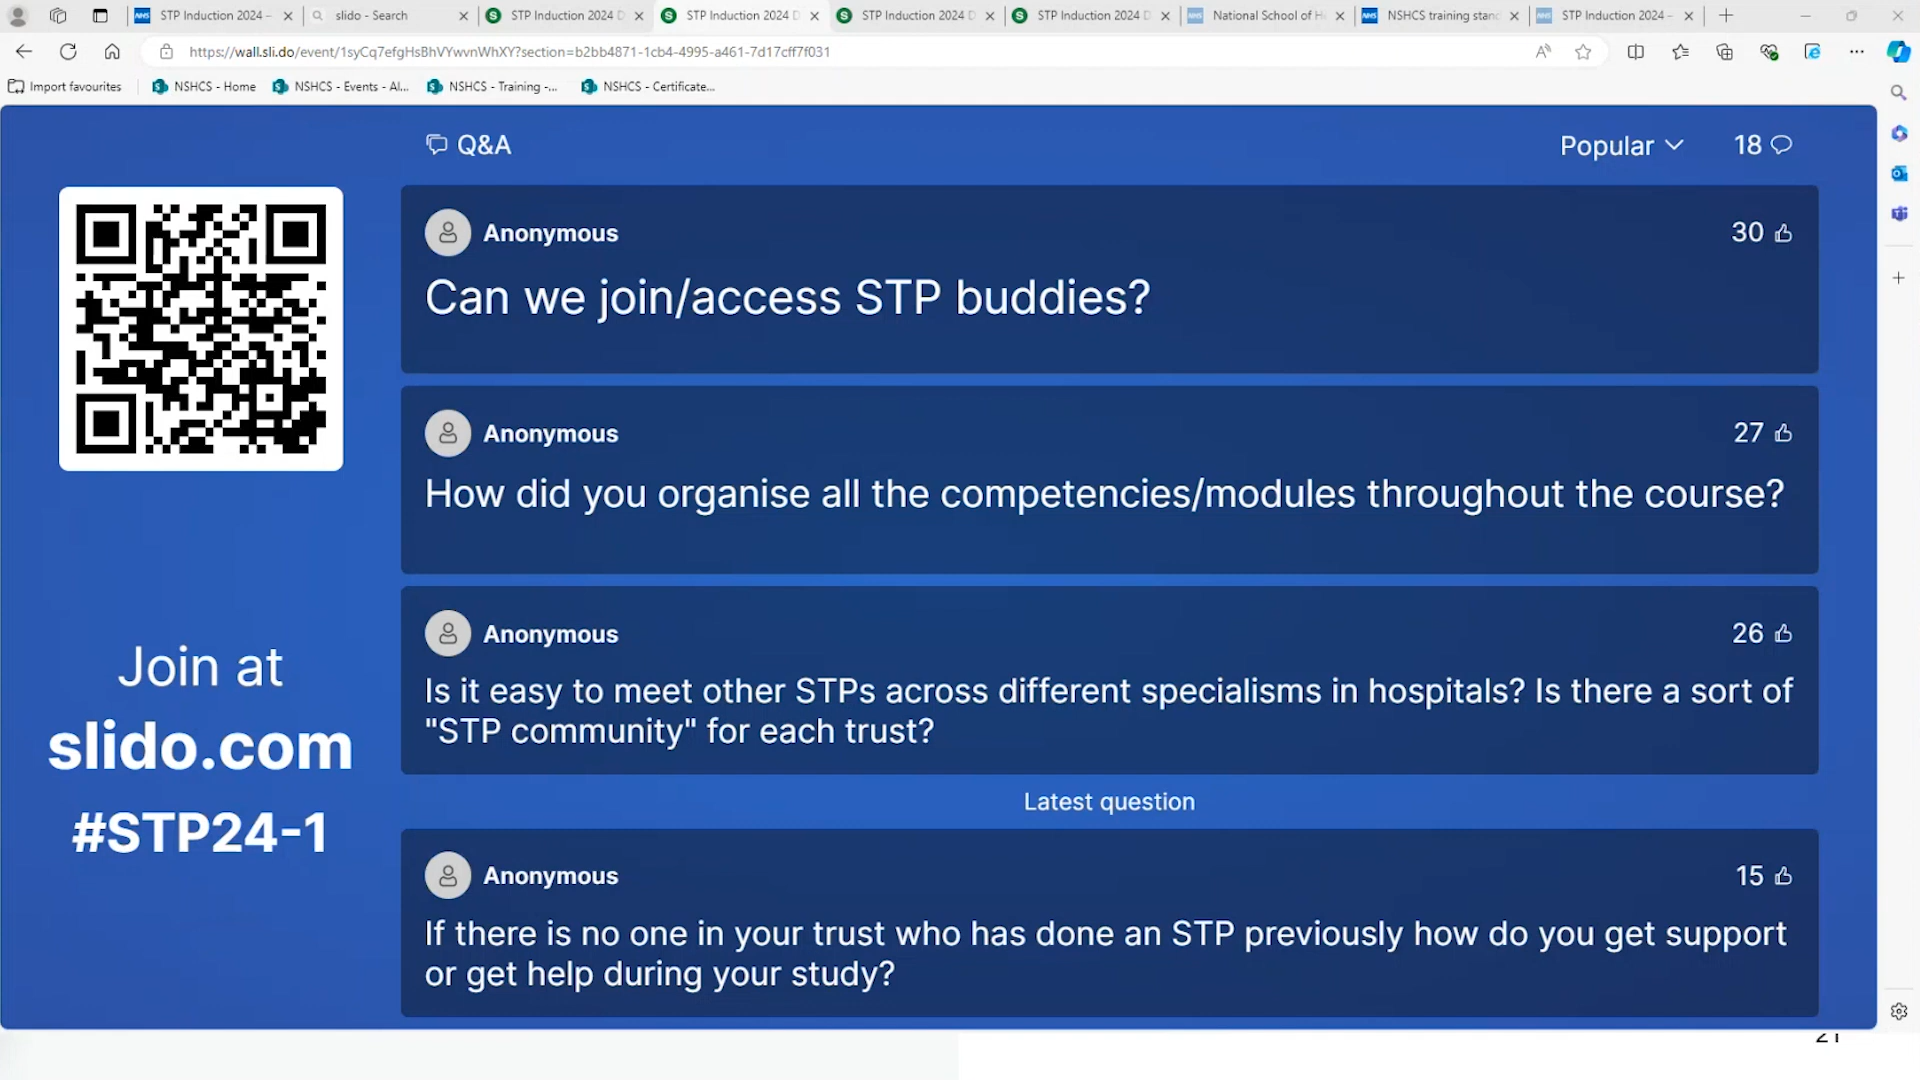 STP Induction 2024 -
slido - Search
STP Induction 2024 D
STP Induction 2024 D
STP Induction 2024 D
STP Induction 2024 D
National School of H
NSHCS training stand
STP Induction 2024 -
https://wall.sli.do/event/1syCq7efgHsBhVYwvnWhXY?section=b2bb4871-1cb4-4995-a461-7d17cff7f031
Import favourites
NSHCS - Home
NSHCS - Events - Al...
NSHCS - Training -...
NSHCS - Certificate...
Q&A
Popular
18
Anonymous
30
Can we join/access STP buddies?
Anonymous
27
How did you organise all the competencies/modules throughout the course?
Anonymous
26
Is it easy to meet other STPs across different specialisms in hospitals? Is there a sort of
"STP community" for each trust?
Latest question
Anonymous
15
If there is no one in your trust who has done an STP previously how do you get support
or get help during your study?
Join at
slido.com
#STP24-1